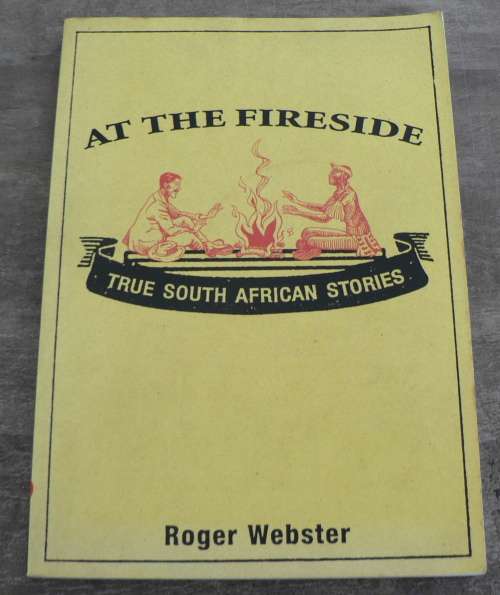 AT THE FIRESIDE
TRUE SOUTH AFRICAN STORIES
Roger Webster